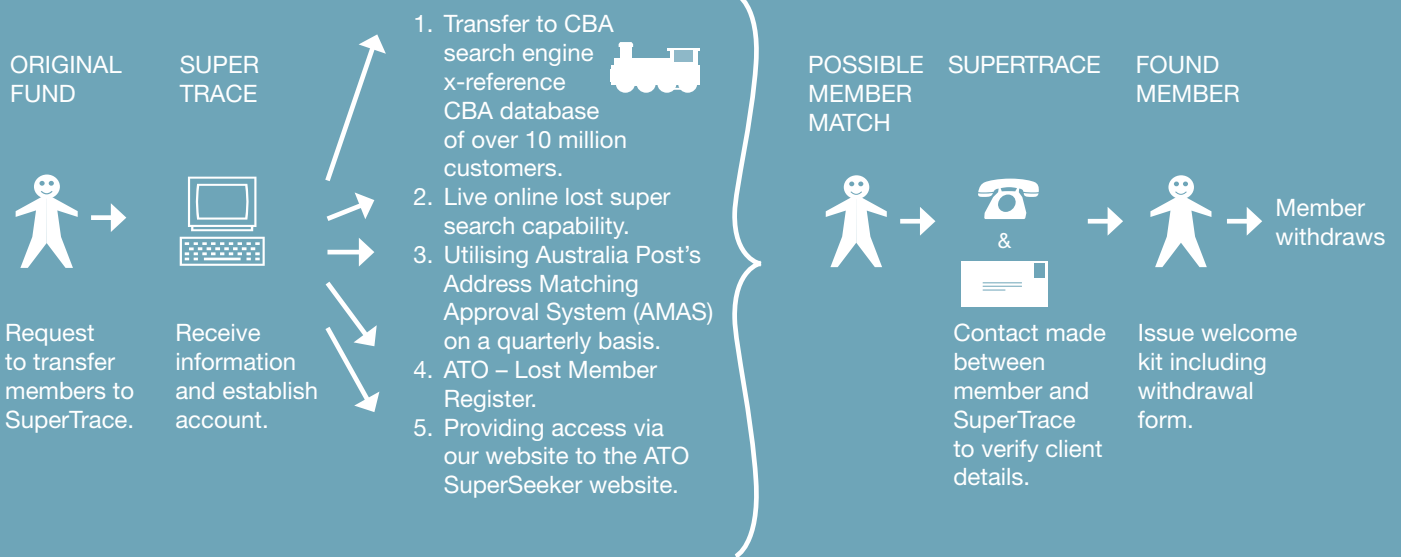 ORIGINAL
FUND
Request
to transfer
members to
SuperTrace.
SUPER
TRACE
Receive
information
and establish
account.
1. Transfer to CBA
search engine
x-reference
CBA database
of over 10 million
customers.
2. Live online lost super
search capability.
3. Utilising Australia Post's
Address Matching
Approval System (AMAS)
on a quarterly basis.
4. ATO – Lost Member
Register.
5. Providing access via
our website to the ATO
SuperSeeker website.
POSSIBLE
MEMBER
MATCH
SUPERTRACE
&
Contact made
between
member and
SuperTrace
to verify client
details.
FOUND
MEMBER
Issue welcome
kit including
withdrawal
form.
Member
withdraws